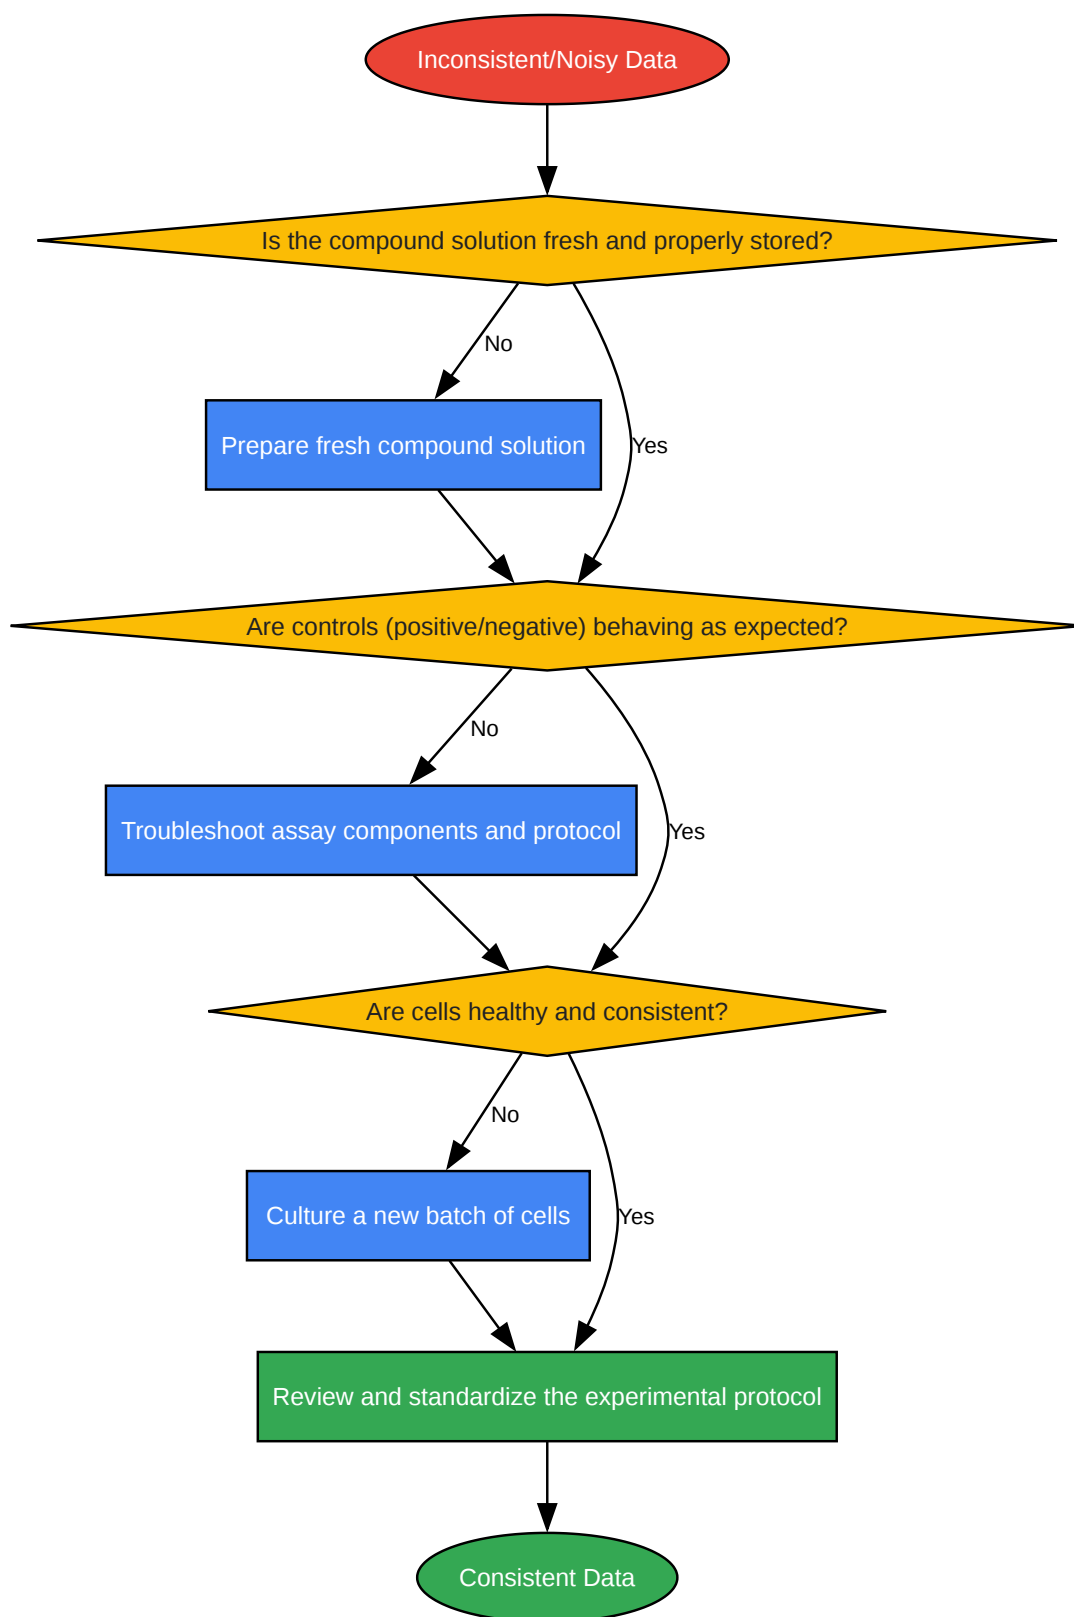 Inconsistent/Noisy Data
Is the compound solution fresh and properly stored?
No
Prepare fresh compound solution
Yes
Are controls (positive/negative) behaving as expected?
No
Troubleshoot assay components and protocol
Yes
Are cells healthy and consistent?
No
Culture a new batch of cells
Yes
Review and standardize the experimental protocol
Consistent Data